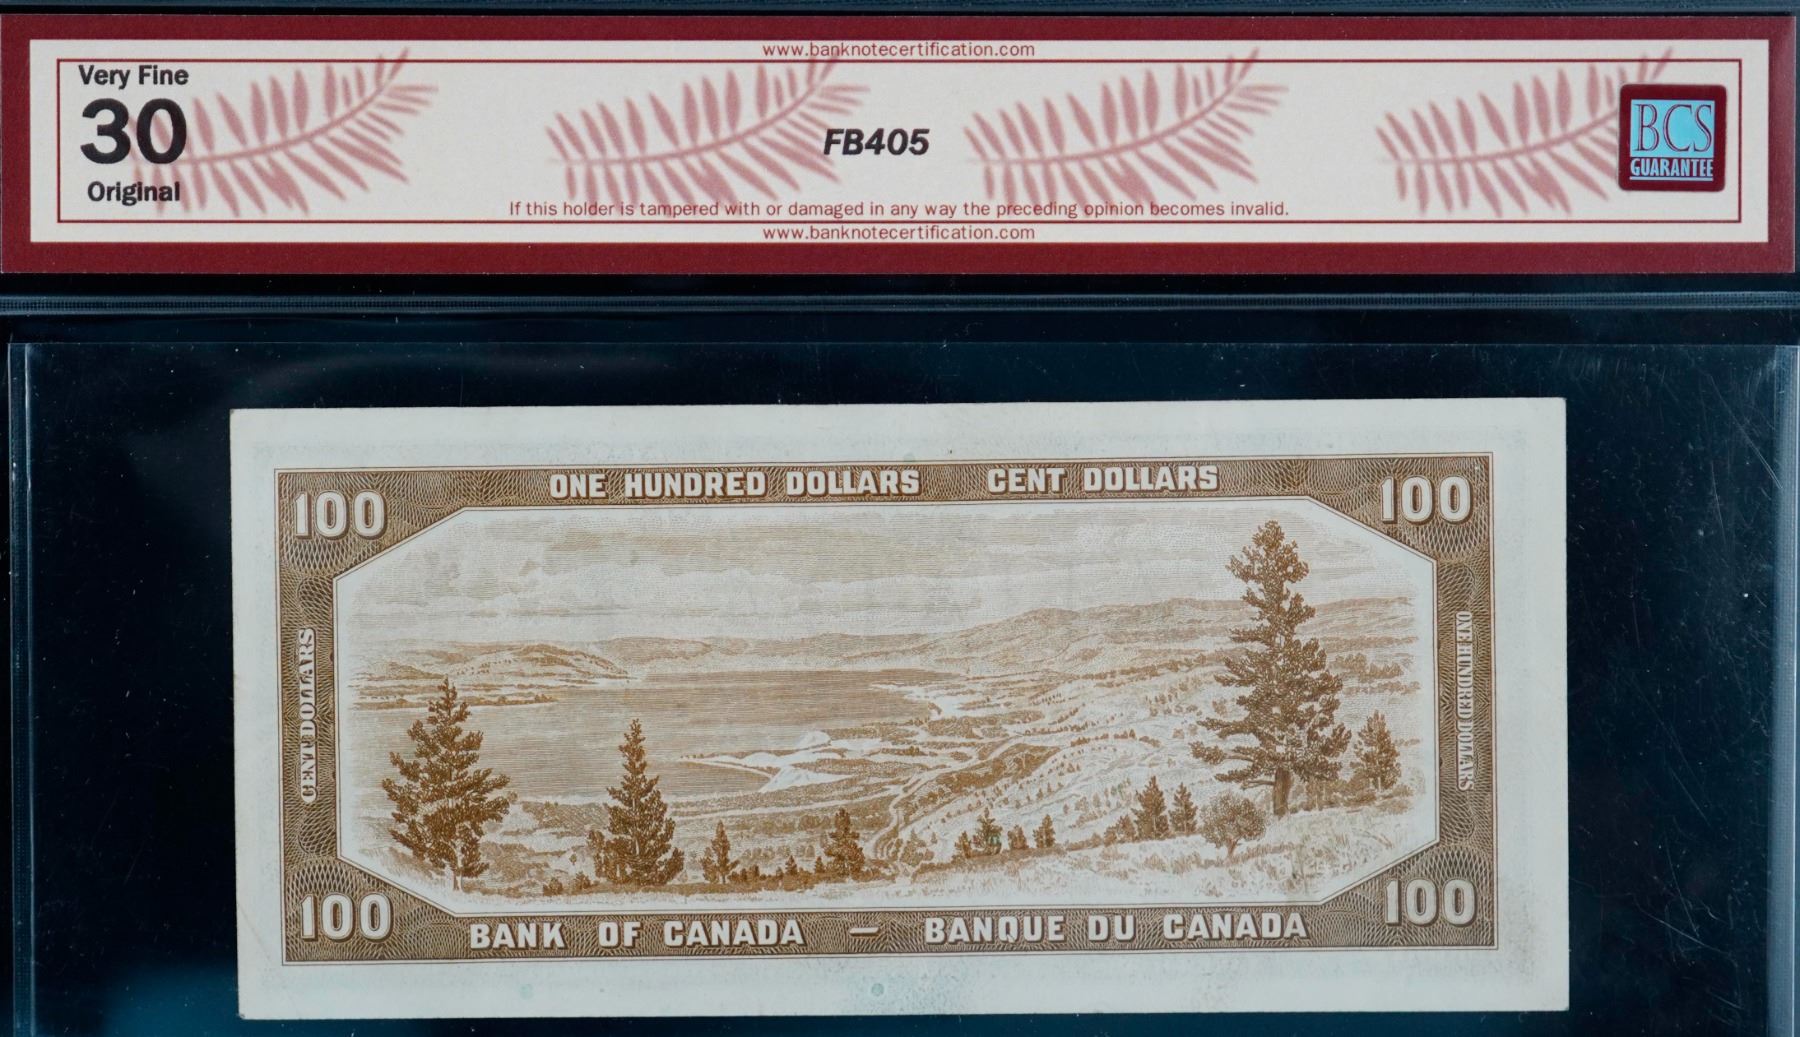 www.banknotecertification.com
Very Fine
30
Original
FB405
BCS
GUARANTEE
If this holder is tampered with or damaged in any way the preceding opinion becomes invalid.
www.banknotecertification.com
ONE HUNDRED DOLLARS CENT DOLLARS
100
100
CENT DOLLARS
ONE HUNDRED DOLLARS
100
100
BANK OF CANADA — BANQUE DU CANADA